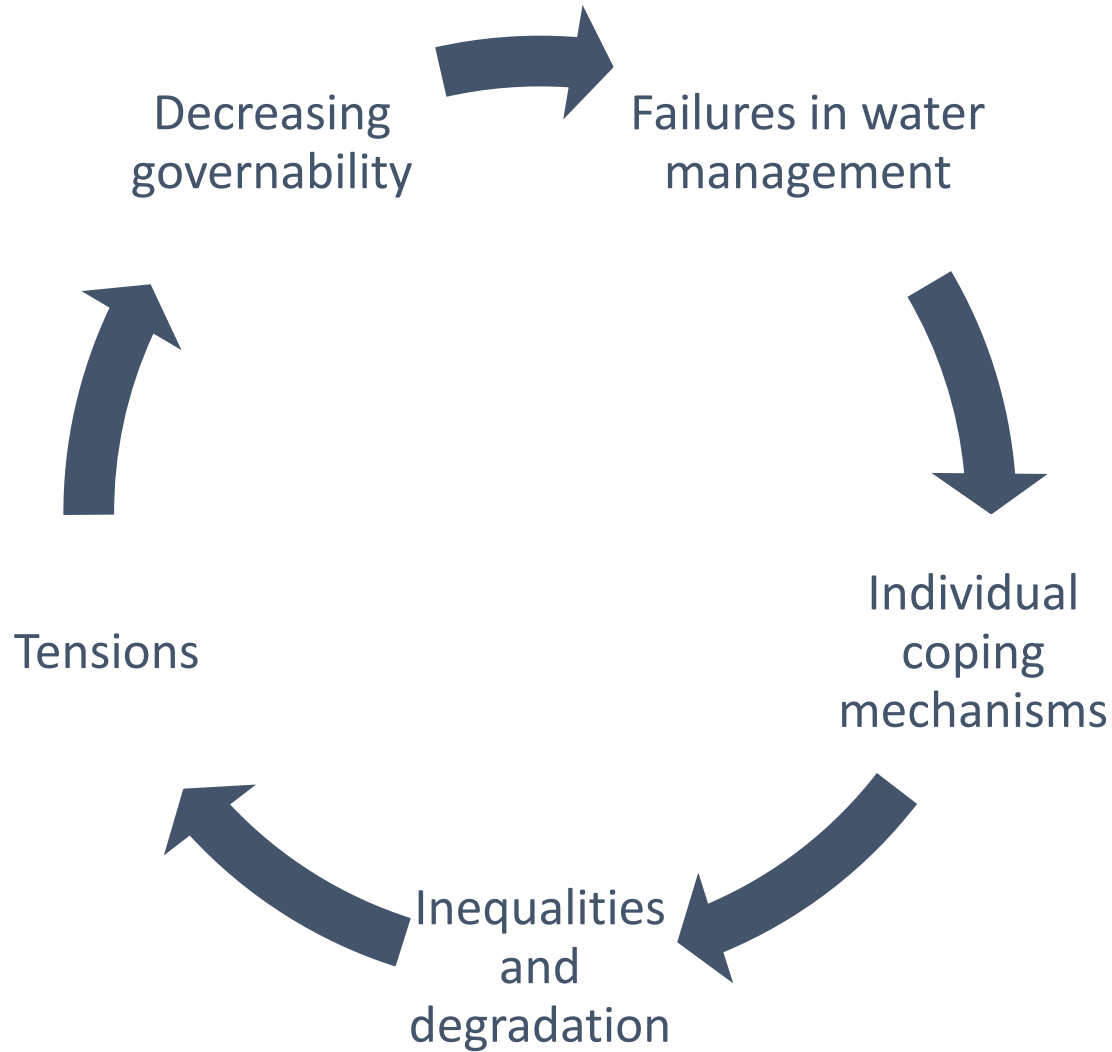 Decreasing
governability
Failures in water
management
Individual
coping
mechanisms
Inequalities
and
degradation
Tensions